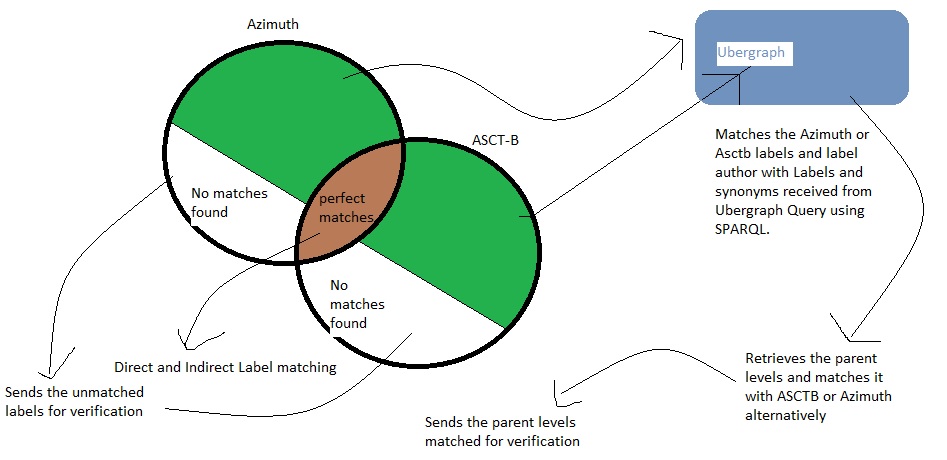 Azimuth
Ubergraph
ASCT-B
Matches the Azimuth or
Asctb labels and label
author with Labels and
synonyms received from
Ubergraph Query using
SPARQL.
No matches
found
perfect
matches
No
matches
found
Direct and Indirect Label matching
Sends the unmatched
labels for verification
Retrieves the parent
levels and matches it
with ASCTB or Azimuth
alternatively
Sends the parent levels
matched for verification